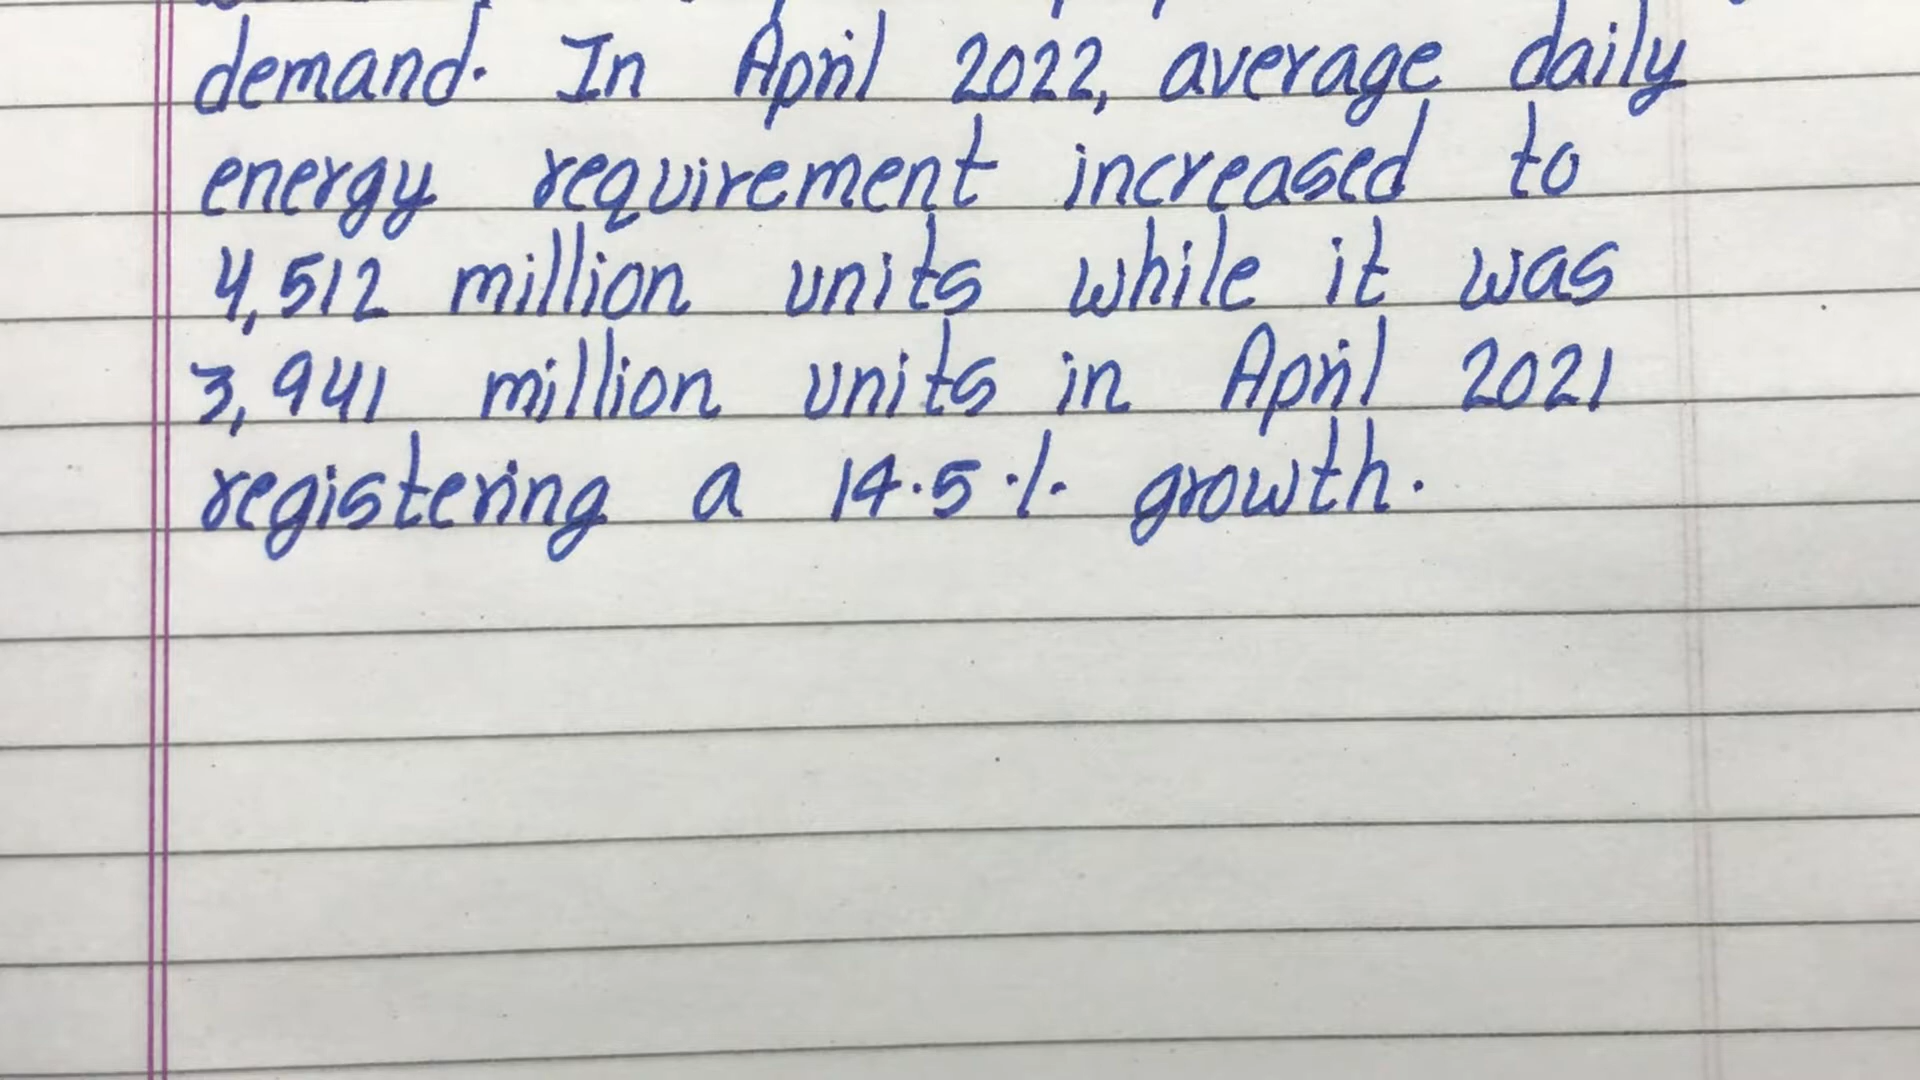 demand. In April 2022, average daily
energy requirement increased to
4,512 million units while it was
3,941 million units in April 2021
registering a 14.5 % growth.